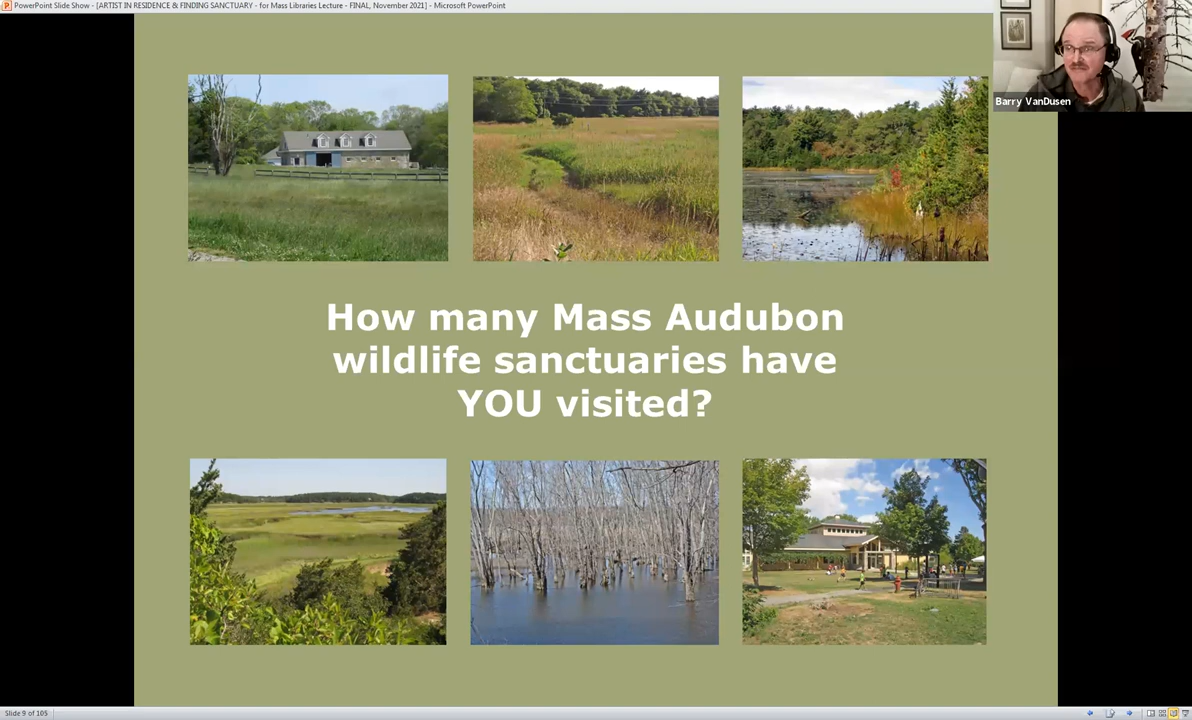 PowerPoint Slide Show - [ARTIST IN RESIDENCE & FINDING SANCTUARY - for Mass Libraries Lecture - FINAL, November 2021] - Microsoft PowerPoint
Barry VanDusen
How many Mass Audubon
wildlife sanctuaries have
YOU visited?
Slide 9 of 105